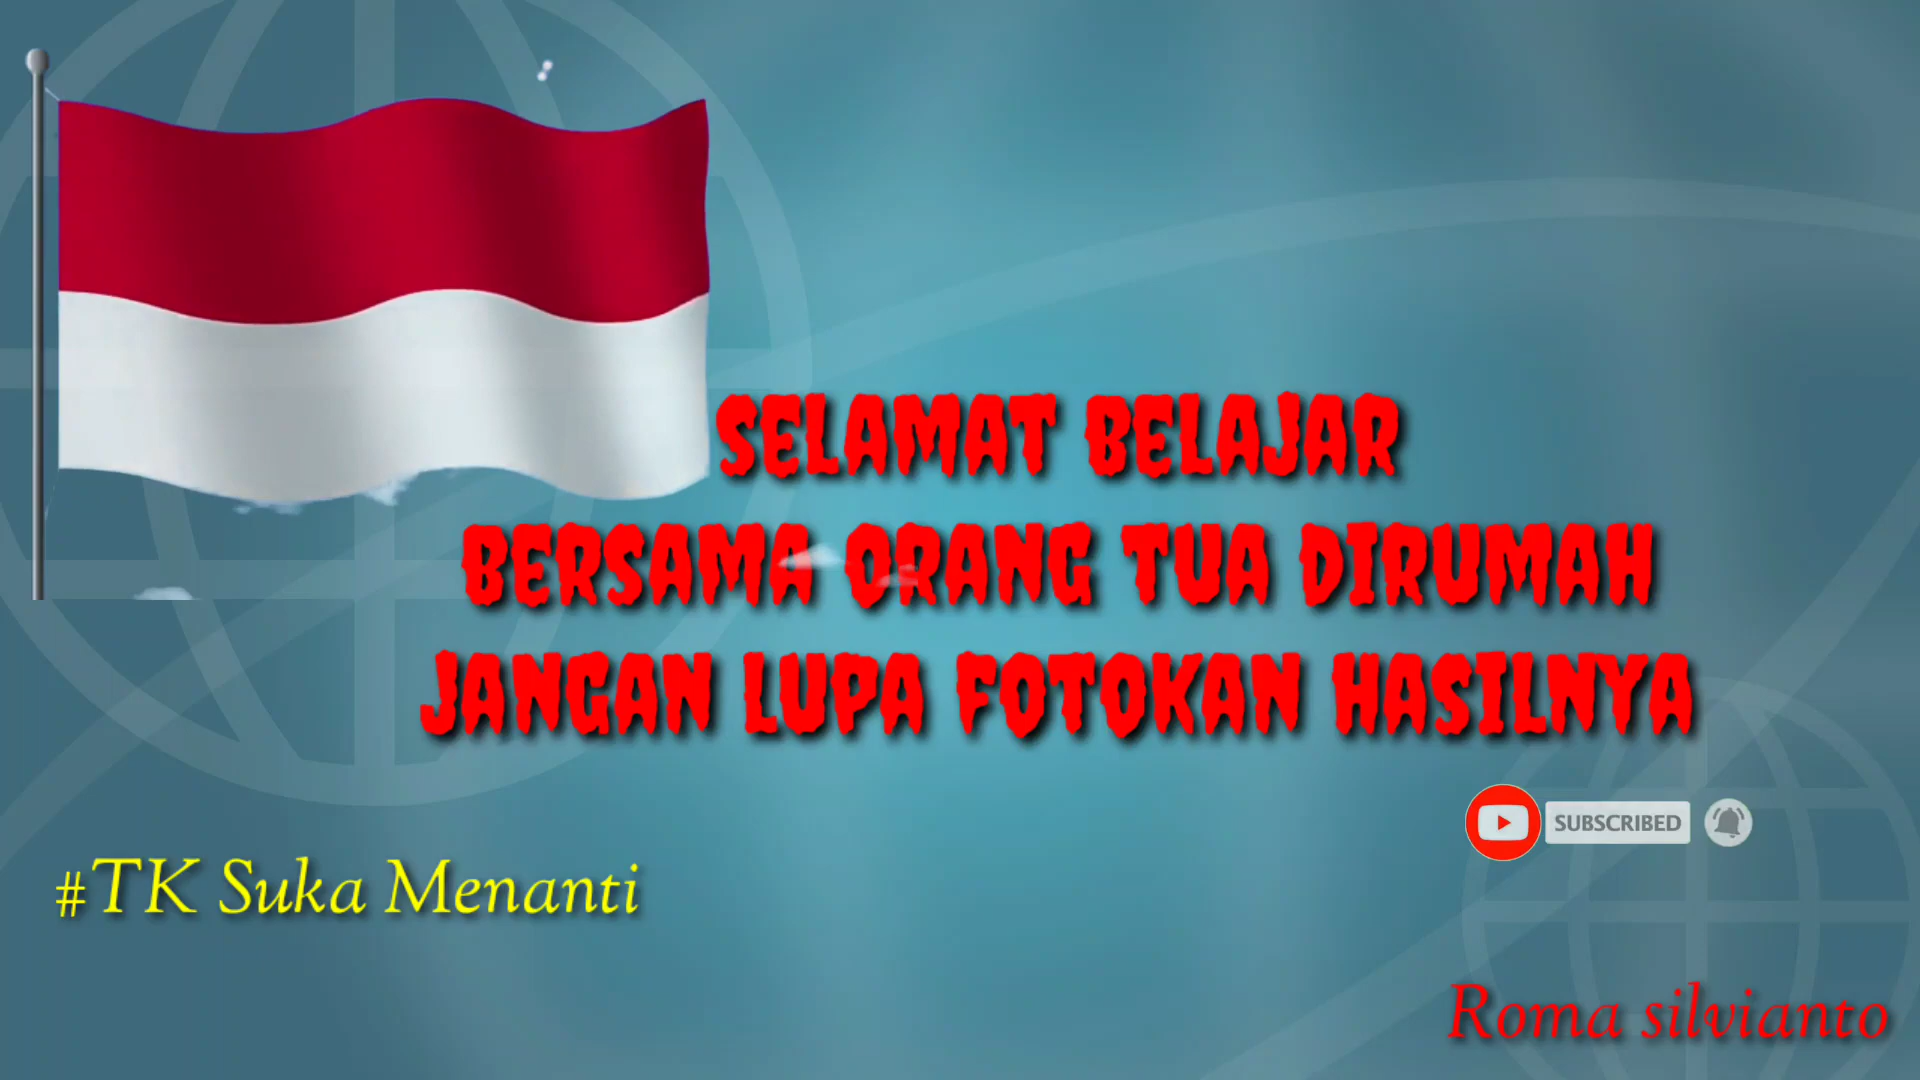 SELAMAT BELAJAR
BERSAMA ORANG TUA DIRUMAH
JANGAN LUPA FOTOKAN HASILNYA
SUBSCRIBED
#TK Suka Menanti
Roma silvianto